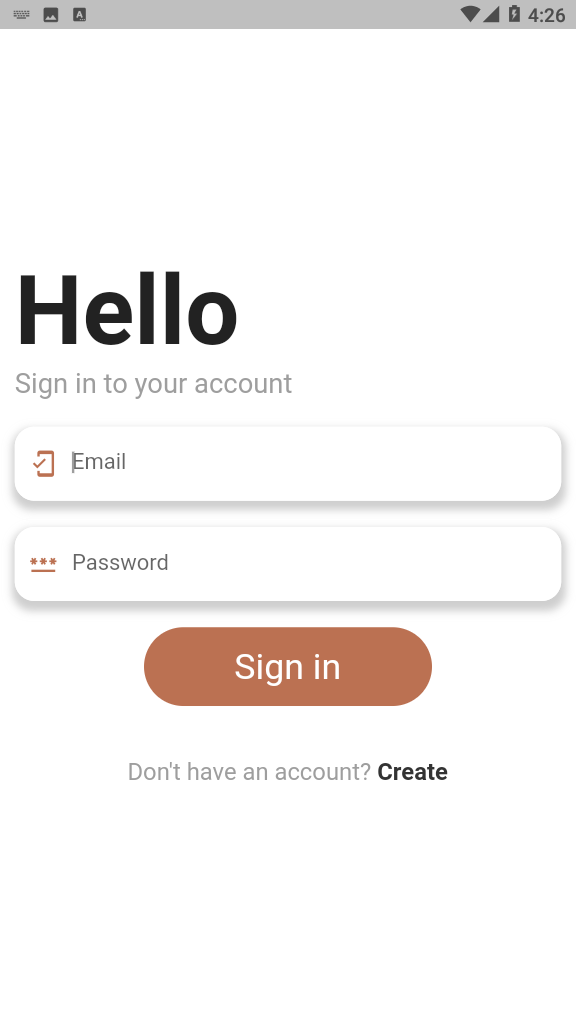 4:26
Hello
Sign in to your account
Email
Password
Sign in
Don't have an account? Create